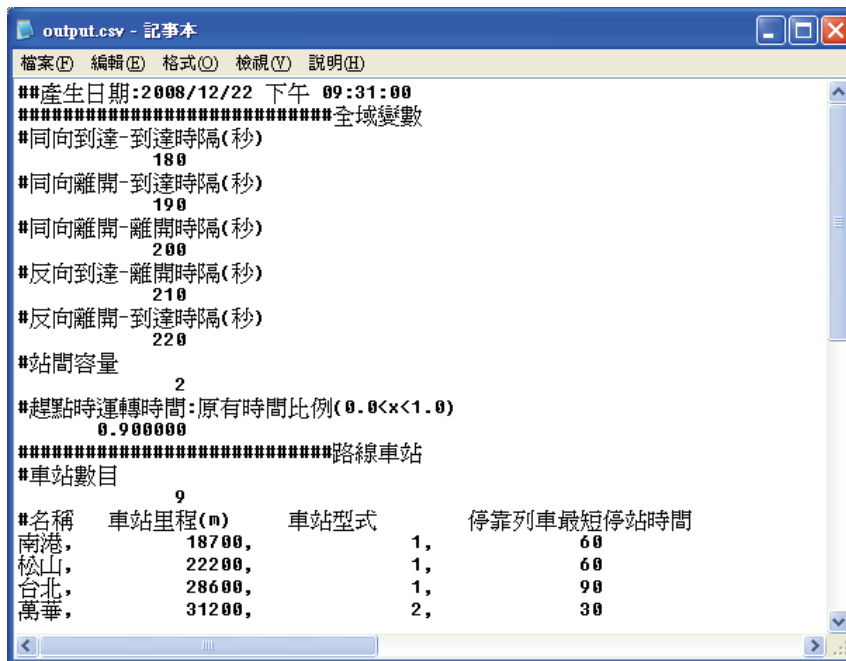 output.csv - 記事本
檔案(F) 編輯(E) 格式(O) 檢視(V) 說明(H)
##產生日期:2008/12/22 下午 09:31:00
############################全域變數
#同向到達-到達時隔(秒)
180
#同向離開-到達時隔(秒)
190
#同向離開-離開時隔(秒)
200
#反向到達-離開時隔(秒)
210
#反向離開-到達時隔(秒)
220
#站間容量
2
#趕點時運轉時間:原有時間比例(0.0<x<1.0)
0.900000
############################路線車站
#車站數目
9
#名稱 車站里程(m) 車站型式 停靠列車最短停站時間
南港, 18700, 1, 60
松山, 22200, 1, 60
台北, 28600, 1, 90
萬華, 31200, 2, 30